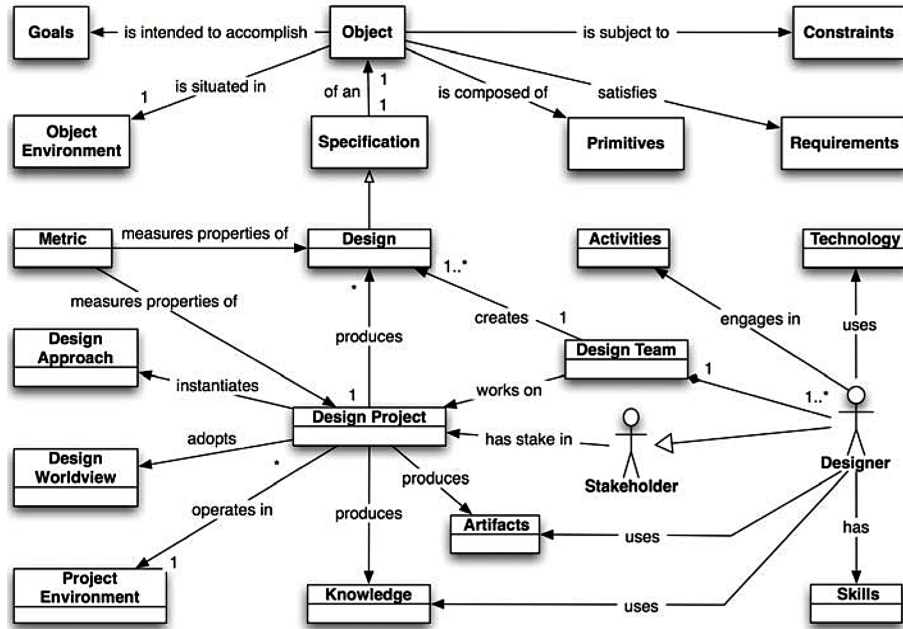 Goals
is intended to accomplish
Object
is subject to
Constraints
1
is situated in
of an
1
1
is composed of
satisfies
Object
Environment
Specification
Primitives
Requirements
Metric
measures properties of
Design
Activities
Technology
measures properties of
*
1..*
produces
creates
1
engages in
uses
Design
Approach
instantiates
1
works on
Design Team
1
Design Project
1..*
adopts
*
has stake in
Design
Worldview
Stakeholder
Designer
operates in
produces
produces
Artifacts
uses
has
1
Project
Environment
Knowledge
uses
Skills